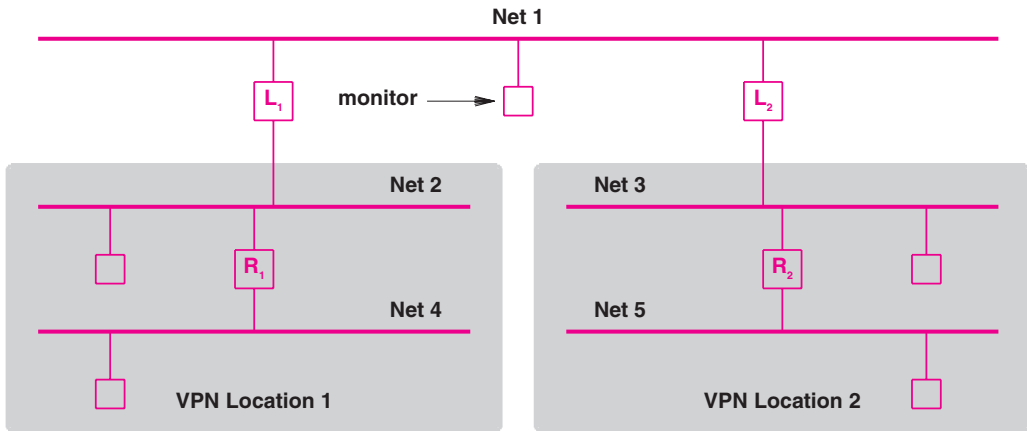 Net 1
L₁
monitor
L₂
Net 2
Net 3
R₁
R₂
Net 4
Net 5
VPN Location 1
VPN Location 2